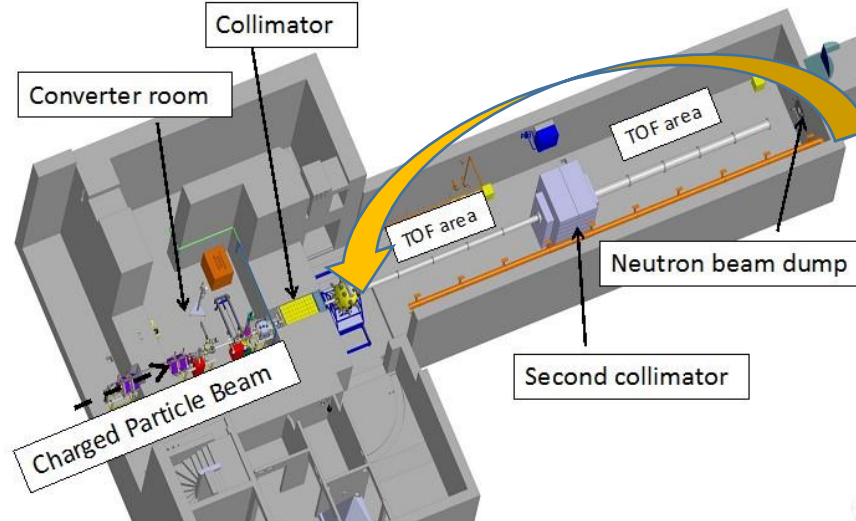 Collimator
Converter room
TOF area
TOF area
Neutron beam dump
Second collimator
Charged Particle Beam